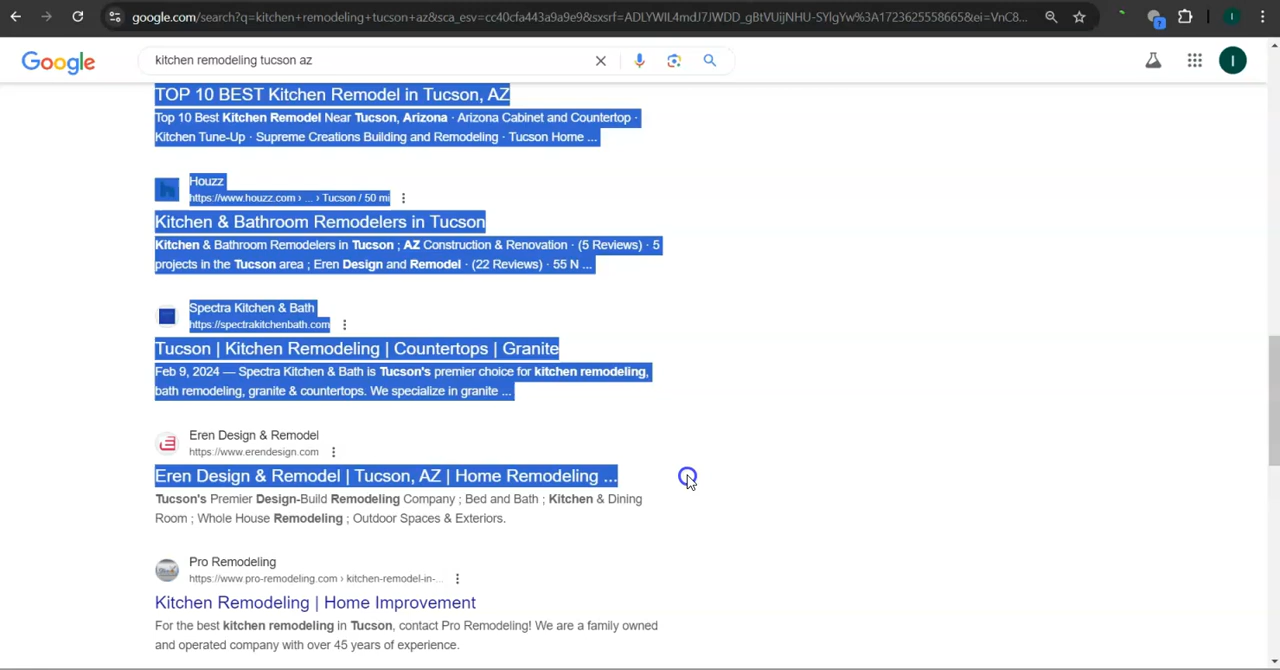 google.com/search?q=kitchen+remodeling+tucson+az&sca_esv=cc40cfa443a9a9e9&sxsrf=ADLYWIL4mdJ7JWDD_gBtVUijNHU-SYlgYw%3A1723625558665&ei=VnC8...
Google
kitchen remodeling tucson az
I
I
TOP 10 BEST Kitchen Remodel in Tucson, AZ
Top 10 Best Kitchen Remodel Near Tucson, Arizona · Arizona Cabinet and Countertop ·
Kitchen Tune-Up · Supreme Creations Building and Remodeling · Tucson Home ...
Houzz
https://www.houzz.com › ... › Tucson / 50 mi
Kitchen & Bathroom Remodelers in Tucson
Kitchen & Bathroom Remodelers in Tucson ; AZ Construction & Renovation · (5 Reviews) · 5
projects in the Tucson area ; Eren Design and Remodel · (22 Reviews) · 55 N ...
Spectra Kitchen & Bath
https://spectrakitchenbath.com
Tucson | Kitchen Remodeling | Countertops | Granite
Feb 9, 2024 — Spectra Kitchen & Bath is Tucson's premier choice for kitchen remodeling,
bath remodeling, granite & countertops. We specialize in granite ...
Eren Design & Remodel
https://www.erendesign.com
Eren Design & Remodel | Tucson, AZ | Home Remodeling ...
Tucson's Premier Design-Build Remodeling Company ; Bed and Bath ; Kitchen & Dining
Room ; Whole House Remodeling ; Outdoor Spaces & Exteriors.
Pro Remodeling
https://www.pro-remodeling.com › kitchen-remodel-in-...
Kitchen Remodeling | Home Improvement
For the best kitchen remodeling in Tucson, contact Pro Remodeling! We are a family owned
and operated company with over 45 years of experience.